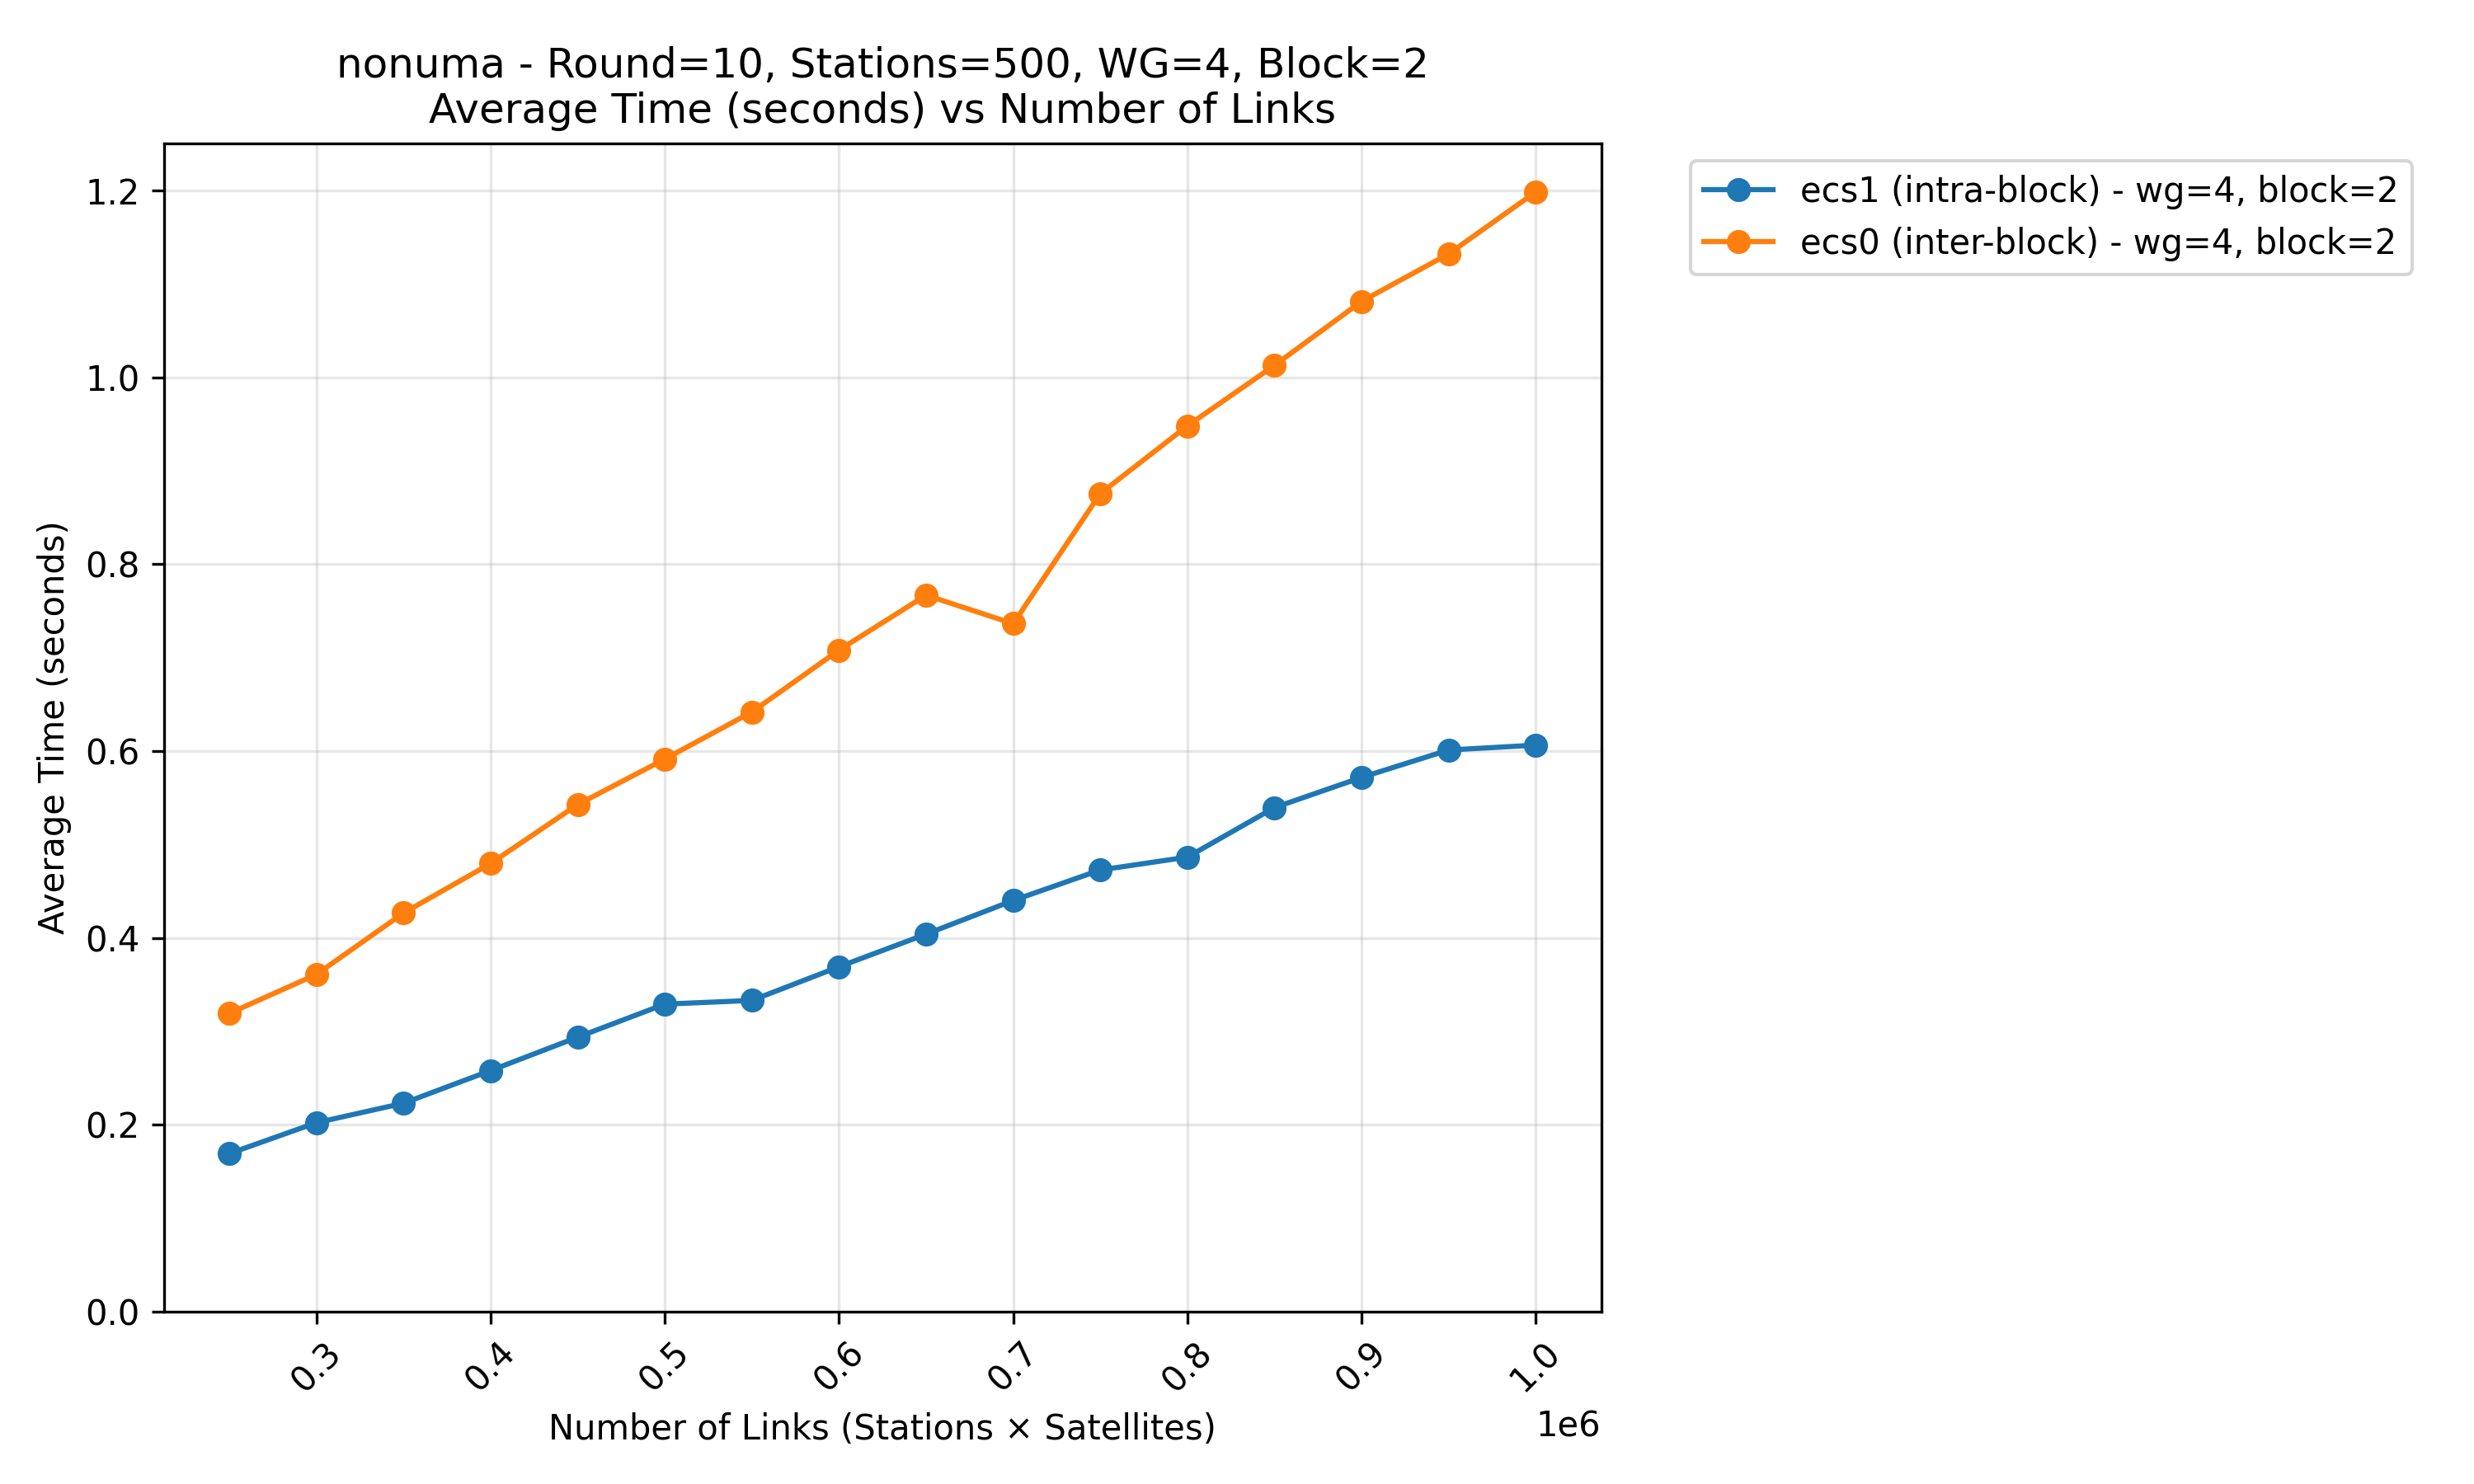 nonuma - Round=10, Stations=500, WG=4, Block=2
Average Time (seconds) vs Number of Links
ecs1 (intra-block) - wg=4, block=2
ecs0 (inter-block) - wg=4, block=2
Average Time (seconds)
1.2
1.0
0.8
0.6
0.4
0.2
0.0
0.3 0.4 0.5 0.6 0.7 0.8 0.9 1.0
1e6
Number of Links (Stations × Satellites)